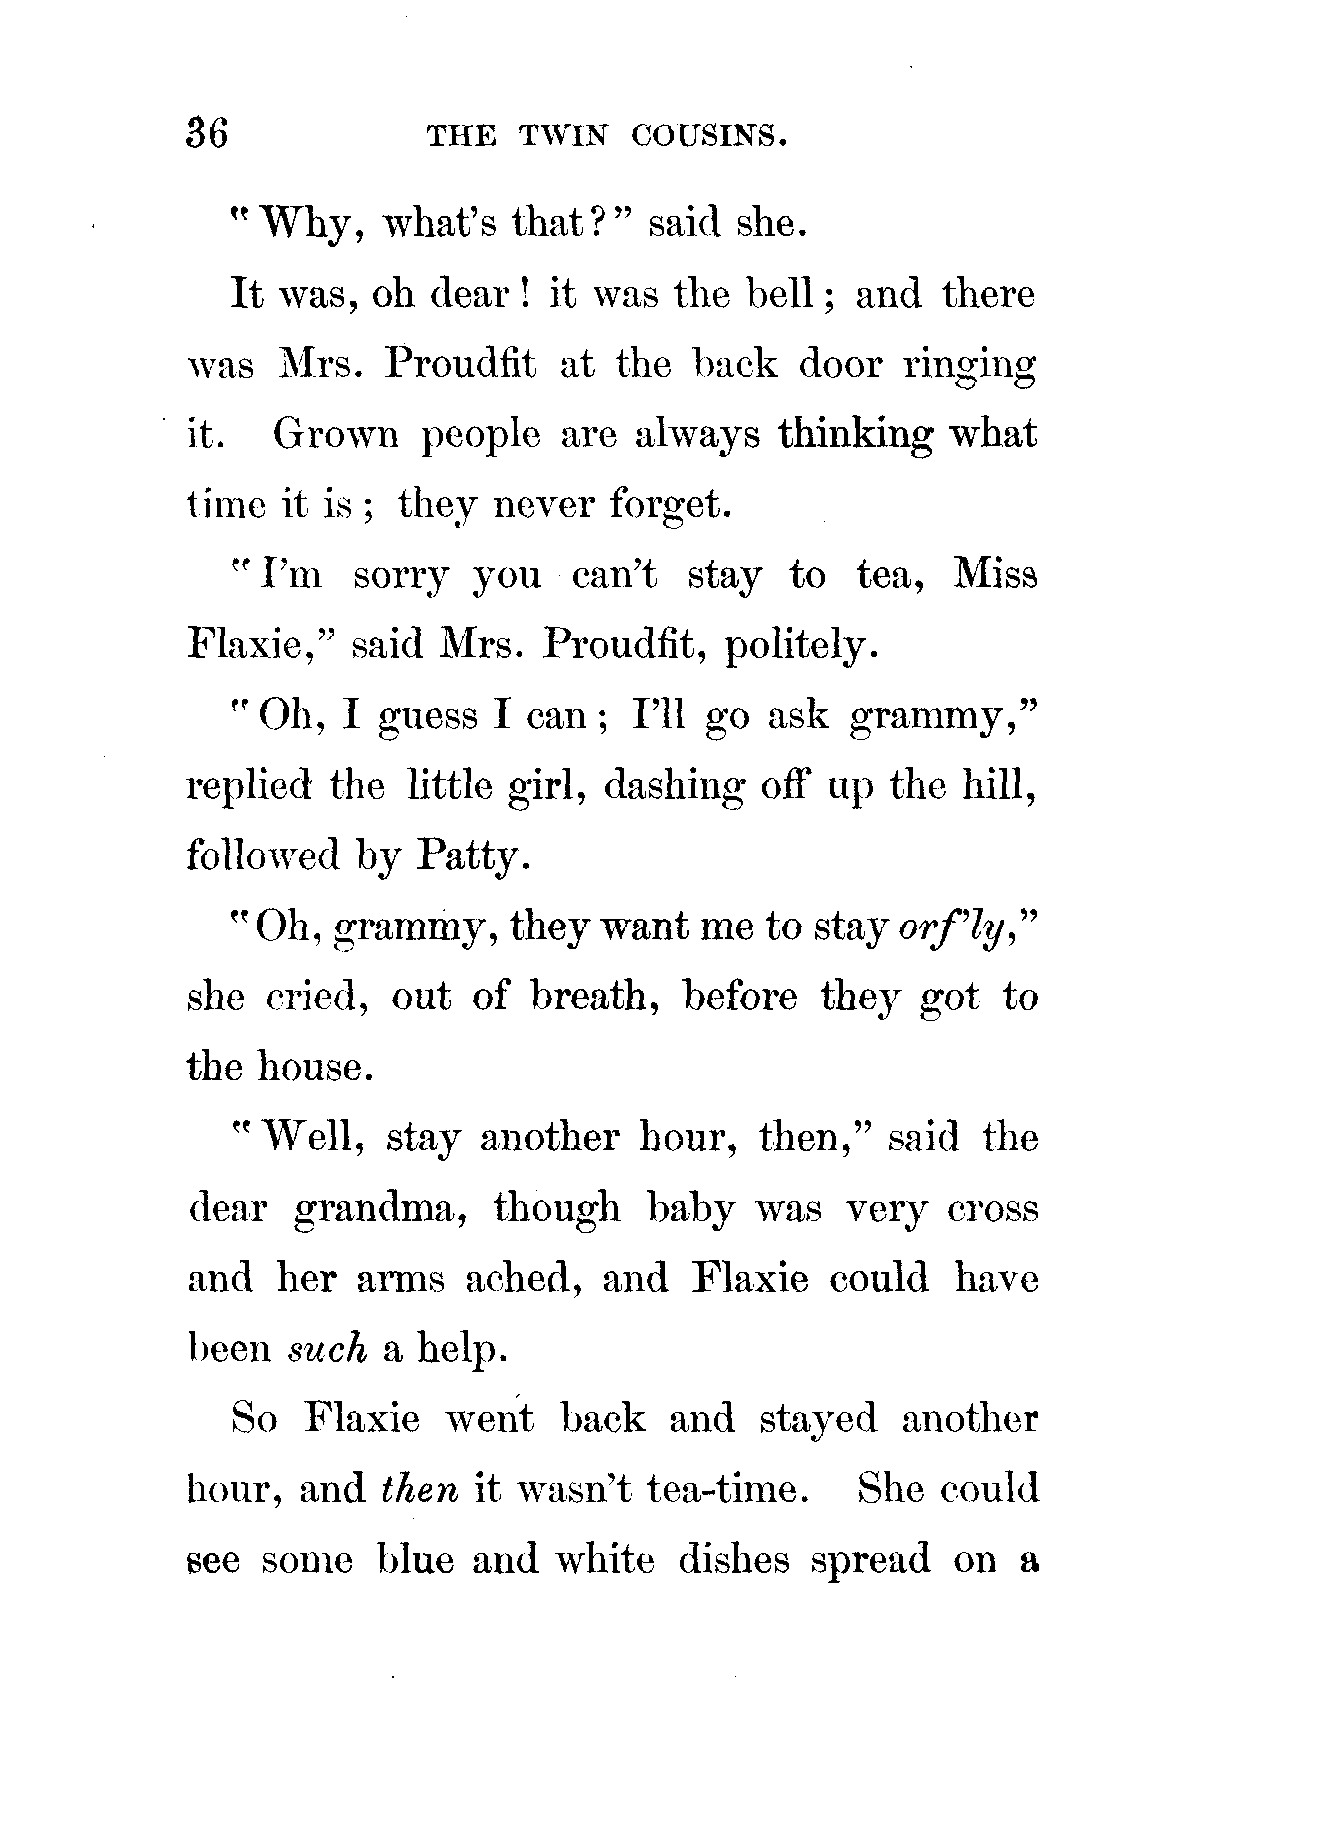 36 THE TWIN COUSINS.
"Why, what's that?" said she.
It was, oh dear! it was the bell; and there
was Mrs. Proudfit at the back door ringing
it. Grown people are always thinking what
time it is; they never forget.
"I'm sorry you can't stay to tea, Miss
Flaxie," said Mrs. Proudfit, politely.
"Oh, I guess I can; I'll go ask grammy,"
replied the little girl, dashing off up the hill,
followed by Patty.
"Oh, grammy, they want me to stay orf'ly,"
she cried, out of breath, before they got to
the house.
"Well, stay another hour, then," said the
dear grandma, though baby was very cross
and her arms ached, and Flaxie could have
been such a help.
So Flaxie went back and stayed another
hour, and then it wasn't tea-time. She could
see some blue and white dishes spread on a